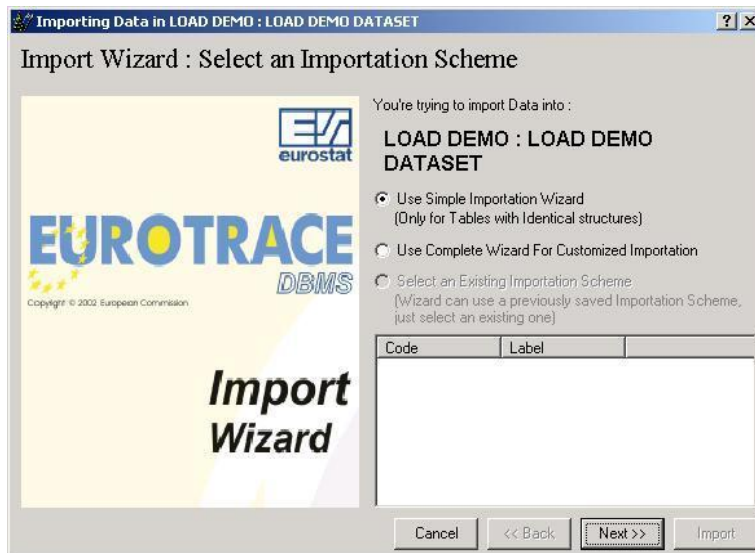 Importing Data in LOAD DEMO : LOAD DEMO DATASET
Import Wizard : Select an Importation Scheme
eurostat
EUROTRACE
DBMS
Copyright © 2002 European Commission
Import
Wizard
You're trying to import Data into :
LOAD DEMO : LOAD DEMO
DATASET
Use Simple Importation Wizard
(Only for Tables with Identical structures)
Use Complete Wizard For Customized Importation
Select an Existing Importation Scheme
(Wizard can use a previously saved Importation Scheme,
just select an existing one)
Code Label
Cancel << Back Next >> Import